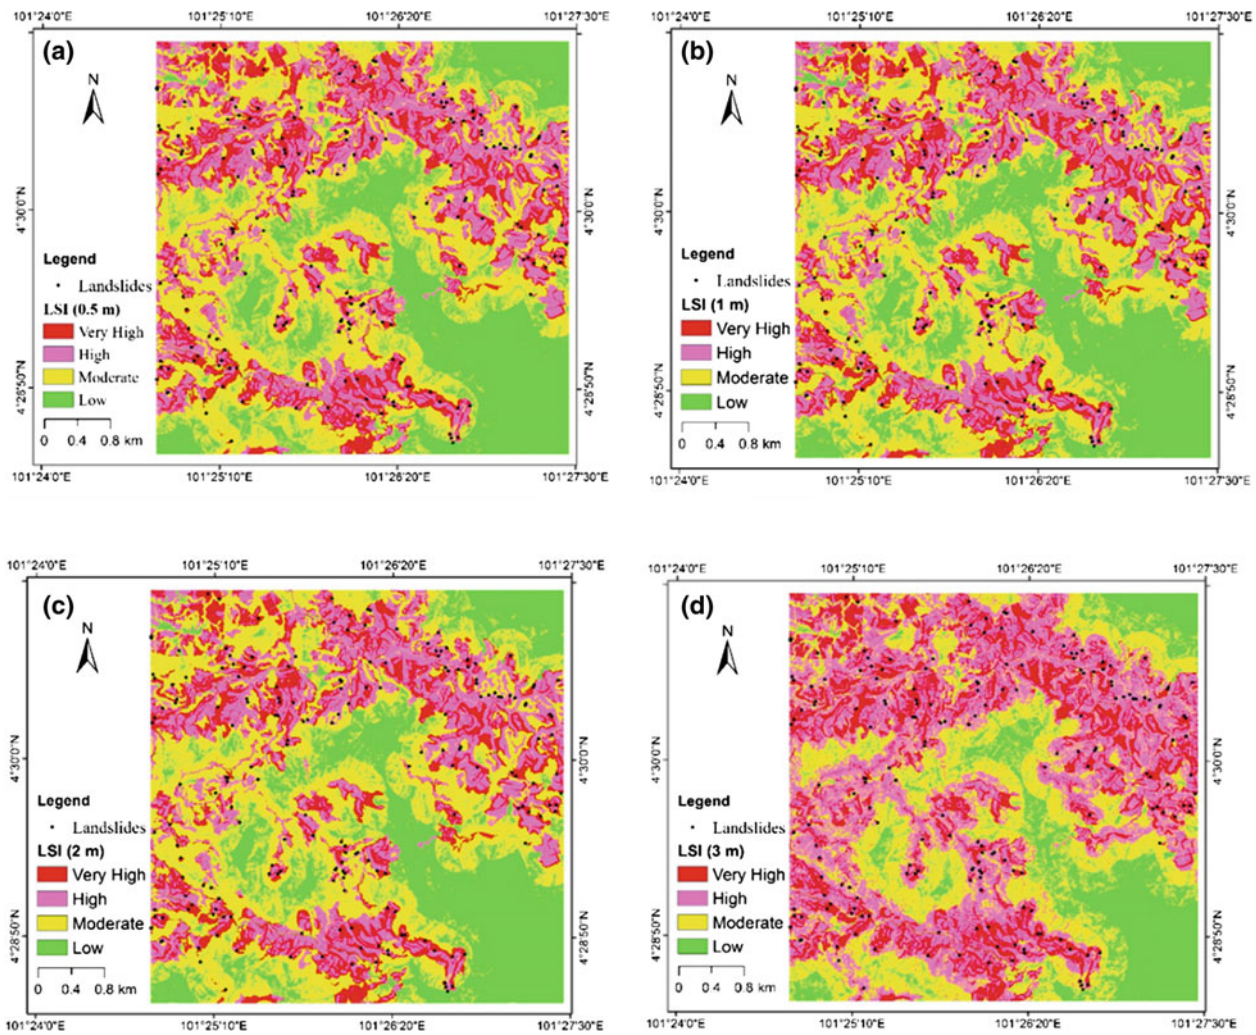 101°24'0"E 101°25'10"E 101°26'20"E 101°27'30"E
(a)
N
4°30'0"N 4°30'0"N
Legend
Landslides
LSI (0.5 m)
Very High
High
Moderate
Low
4°28'50"N 4°28'50"N
0 0.4 0.8 km
101°24'0"E 101°25'10"E 101°26'20"E 101°27'30"E
101°24'0"E 101°25'10"E 101°26'20"E 101°27'30"E
(b)
N
4°30'0"N 4°30'0"N
Legend
Landslides
LSI (1 m)
Very High
High
Moderate
Low
4°28'50"N 4°28'50"N
0 0.4 0.8 km
101°24'0"E 101°25'10"E 101°26'20"E 101°27'30"E
101°24'0"E 101°25'10"E 101°26'20"E 101°27'30"E
(c)
N
4°30'0"N 4°30'0"N
Legend
Landslides
LSI (2 m)
Very High
High
Moderate
Low
4°28'50"N 4°28'50"N
0 0.4 0.8 km
101°24'0"E 101°25'10"E 101°26'20"E 101°27'30"E
101°24'0"E 101°25'10"E 101°26'20"E 101°27'30"E
(d)
N
4°30'0"N 4°30'0"N
Legend
Landslides
LSI (3 m)
Very High
High
Moderate
Low
4°28'50"N 4°28'50"N
0 0.4 0.8 km
101°24'0"E 101°25'10"E 101°26'20"E 101°27'30"E